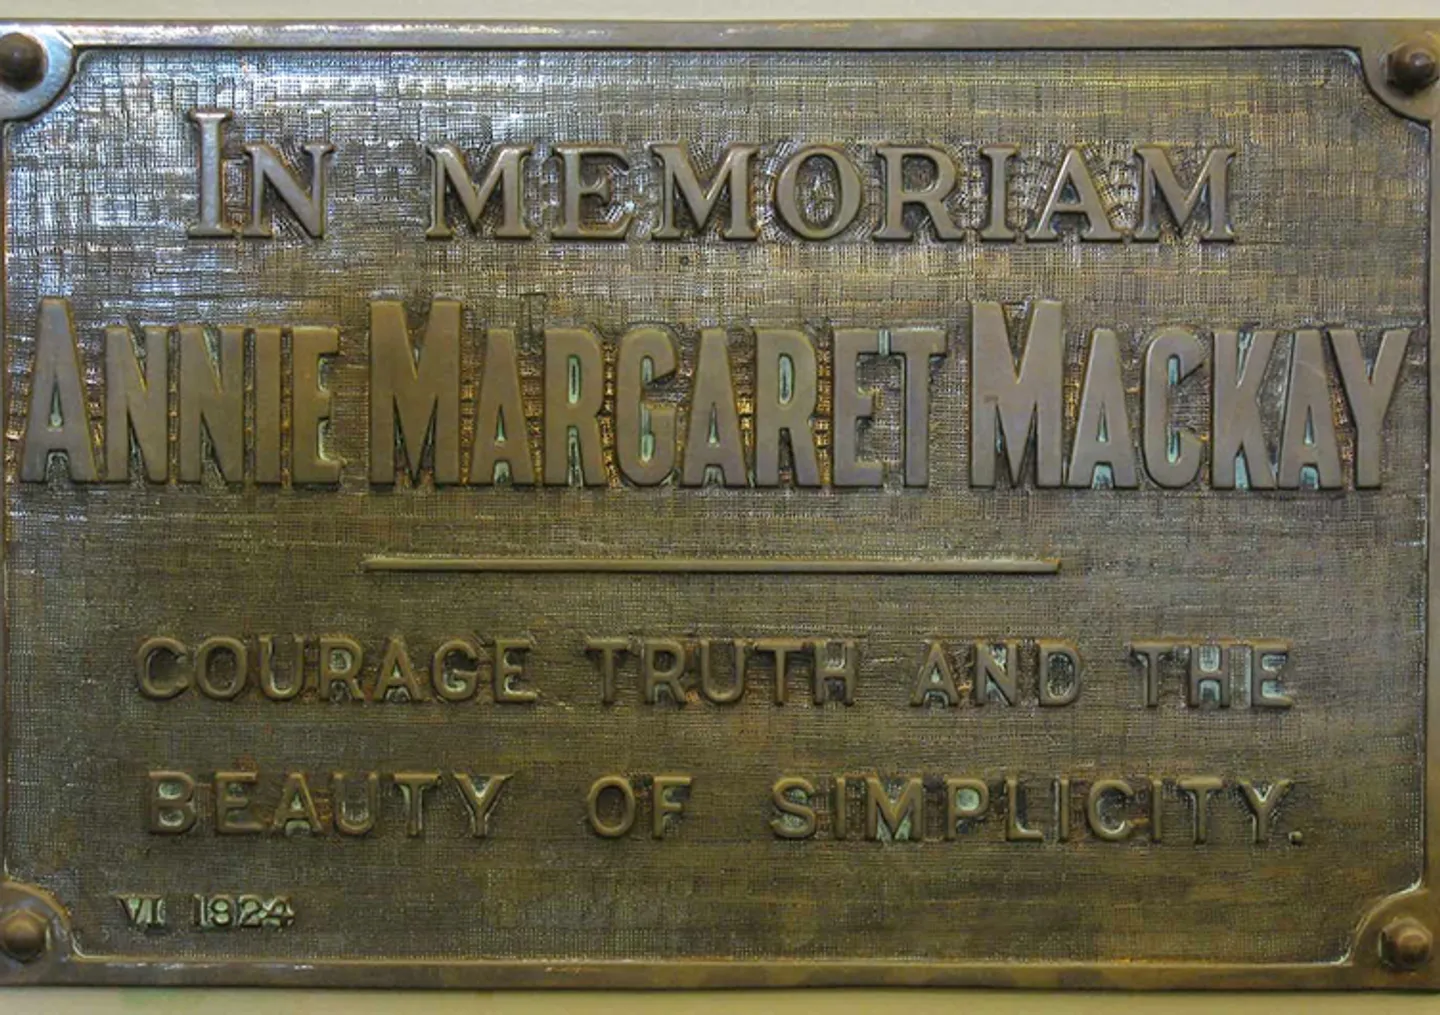 IN MEMORIAM
ANNIE MARGARET MACKAY
COURAGE TRUTH AND THE
BEAUTY OF SIMPLICITY.
VI 1924